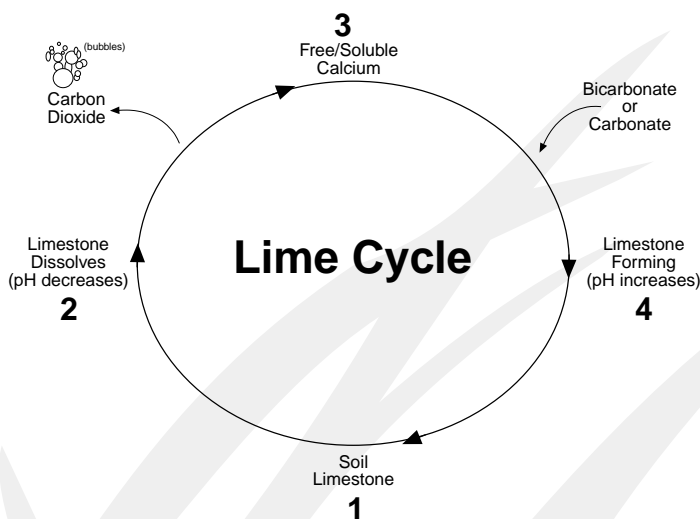 3
Free/Soluble
Calcium
(bubbles)
Carbon
Dioxide
Bicarbonate
or
Carbonate
Limestone
Dissolves
(pH decreases)
2
Lime Cycle
Limestone
Forming
(pH increases)
4
Soil
Limestone
1